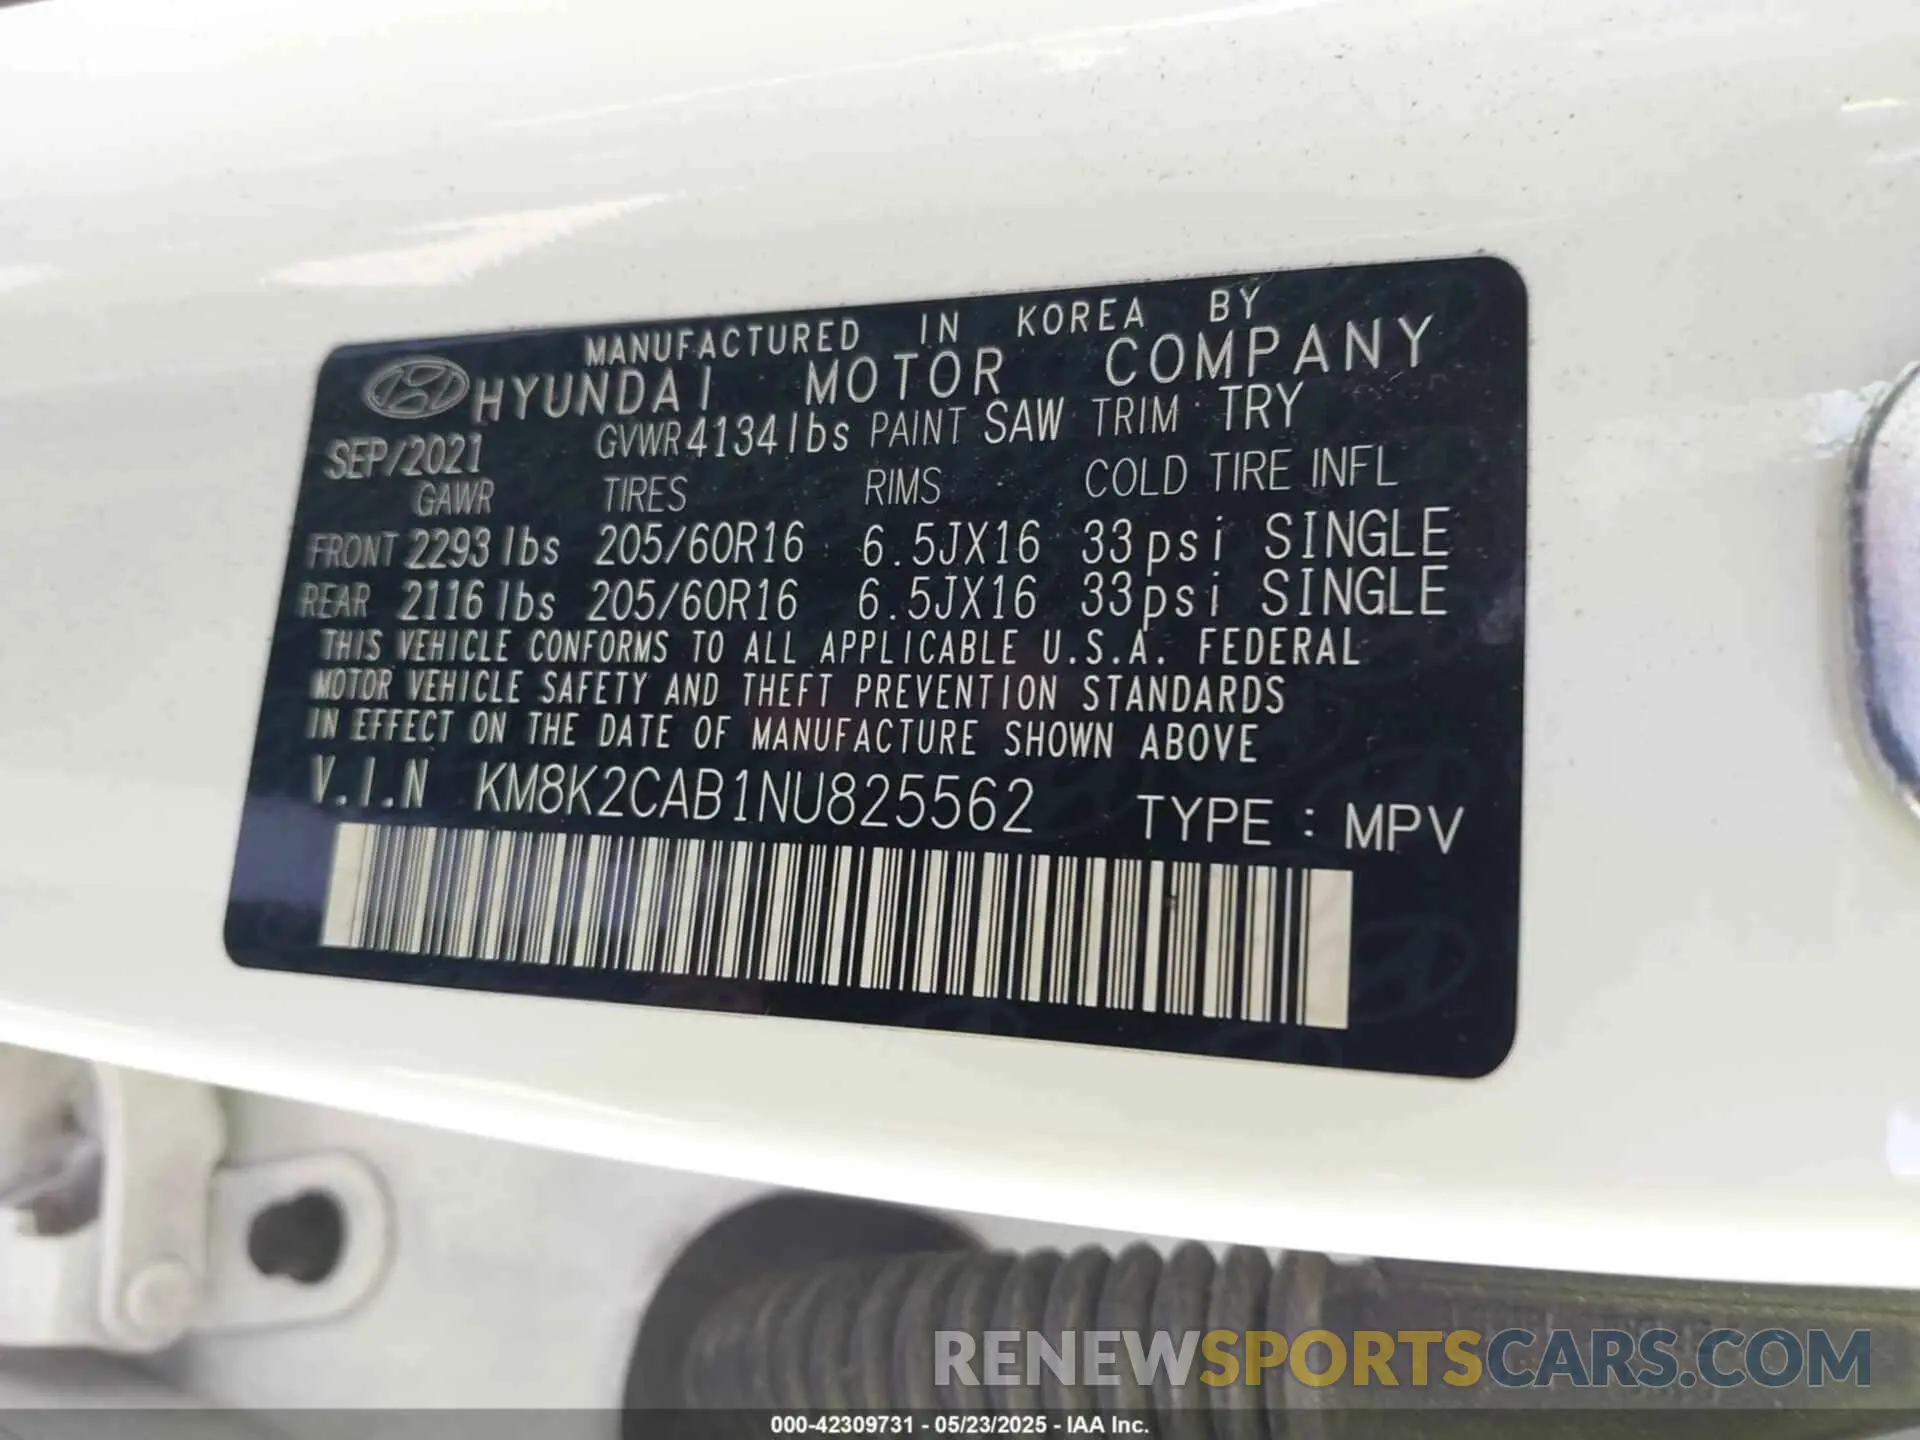 MANUFACTURED IN KOREA BY
HYUNDAI MOTOR COMPANY
SEP/2021 GVWR 4134lbs PAINT SAW TRIM TRY
GAWR TIRES RIMS COLD TIRE INFL
FRONT 2293 lbs 205/60R16 6.5JX16 33psi SINGLE
REAR 2116 lbs 205/60R16 6.5JX16 33psi SINGLE
THIS VEHICLE CONFORMS TO ALL APPLICABLE U.S.A. FEDERAL
MOTOR VEHICLE SAFETY AND THEFT PREVENTION STANDARDS
IN EFFECT ON THE DATE OF MANUFACTURE SHOWN ABOVE
V.I.N KM8K2CAB1NU825562 TYPE : MPV
RENEWSPORTSCARS.COM
000-42309731 - 05/23/2025 - IAA Inc.